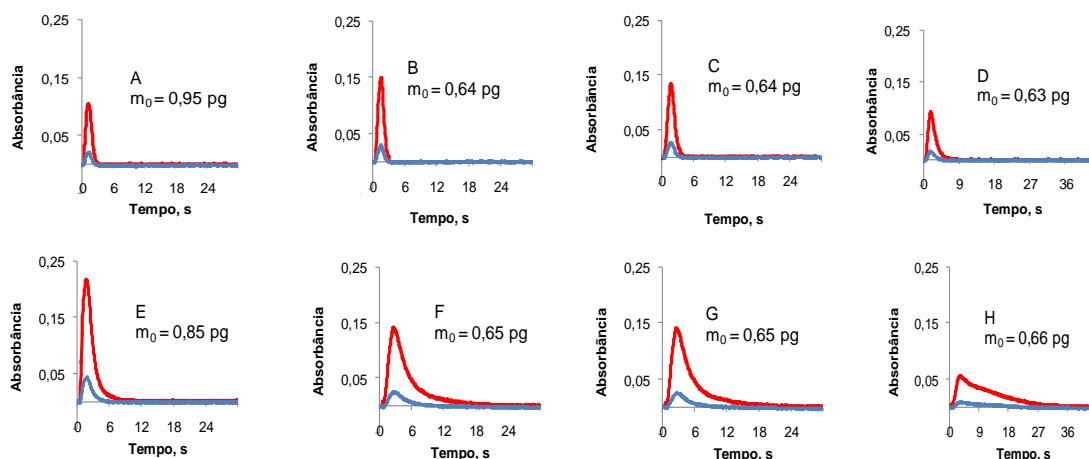 0,25
0,15
0,05
Absorbância
A
m₀ = 0,95 pg
0 6 12 18 24
Tempo, s
0,25
0,15
0,05
Absorbância
B
m₀ = 0,64 pg
0 6 12 18 24
Tempo, s
0,25
0,15
0,05
Absorbância
C
m₀ = 0,64 pg
0 6 12 18 24
Tempo, s
0,25
0,15
0,05
Absorbância
D
m₀ = 0,63 pg
0 9 18 27 36
Tempo, s
0,25
0,15
0,05
Absorbância
E
m₀ = 0,85 pg
0 6 12 18 24
Tempo, s
0,25
0,15
0,05
Absorbância
F
m₀ = 0,65 pg
0 6 12 18 24
Tempo, s
0,25
0,15
0,05
Absorbância
G
m₀ = 0,65 pg
0 6 12 18 24
Tempo, s
0,25
0,15
0,05
Absorbância
H
m₀ = 0,66 pg
0 9 18 27 36
Tempo, s